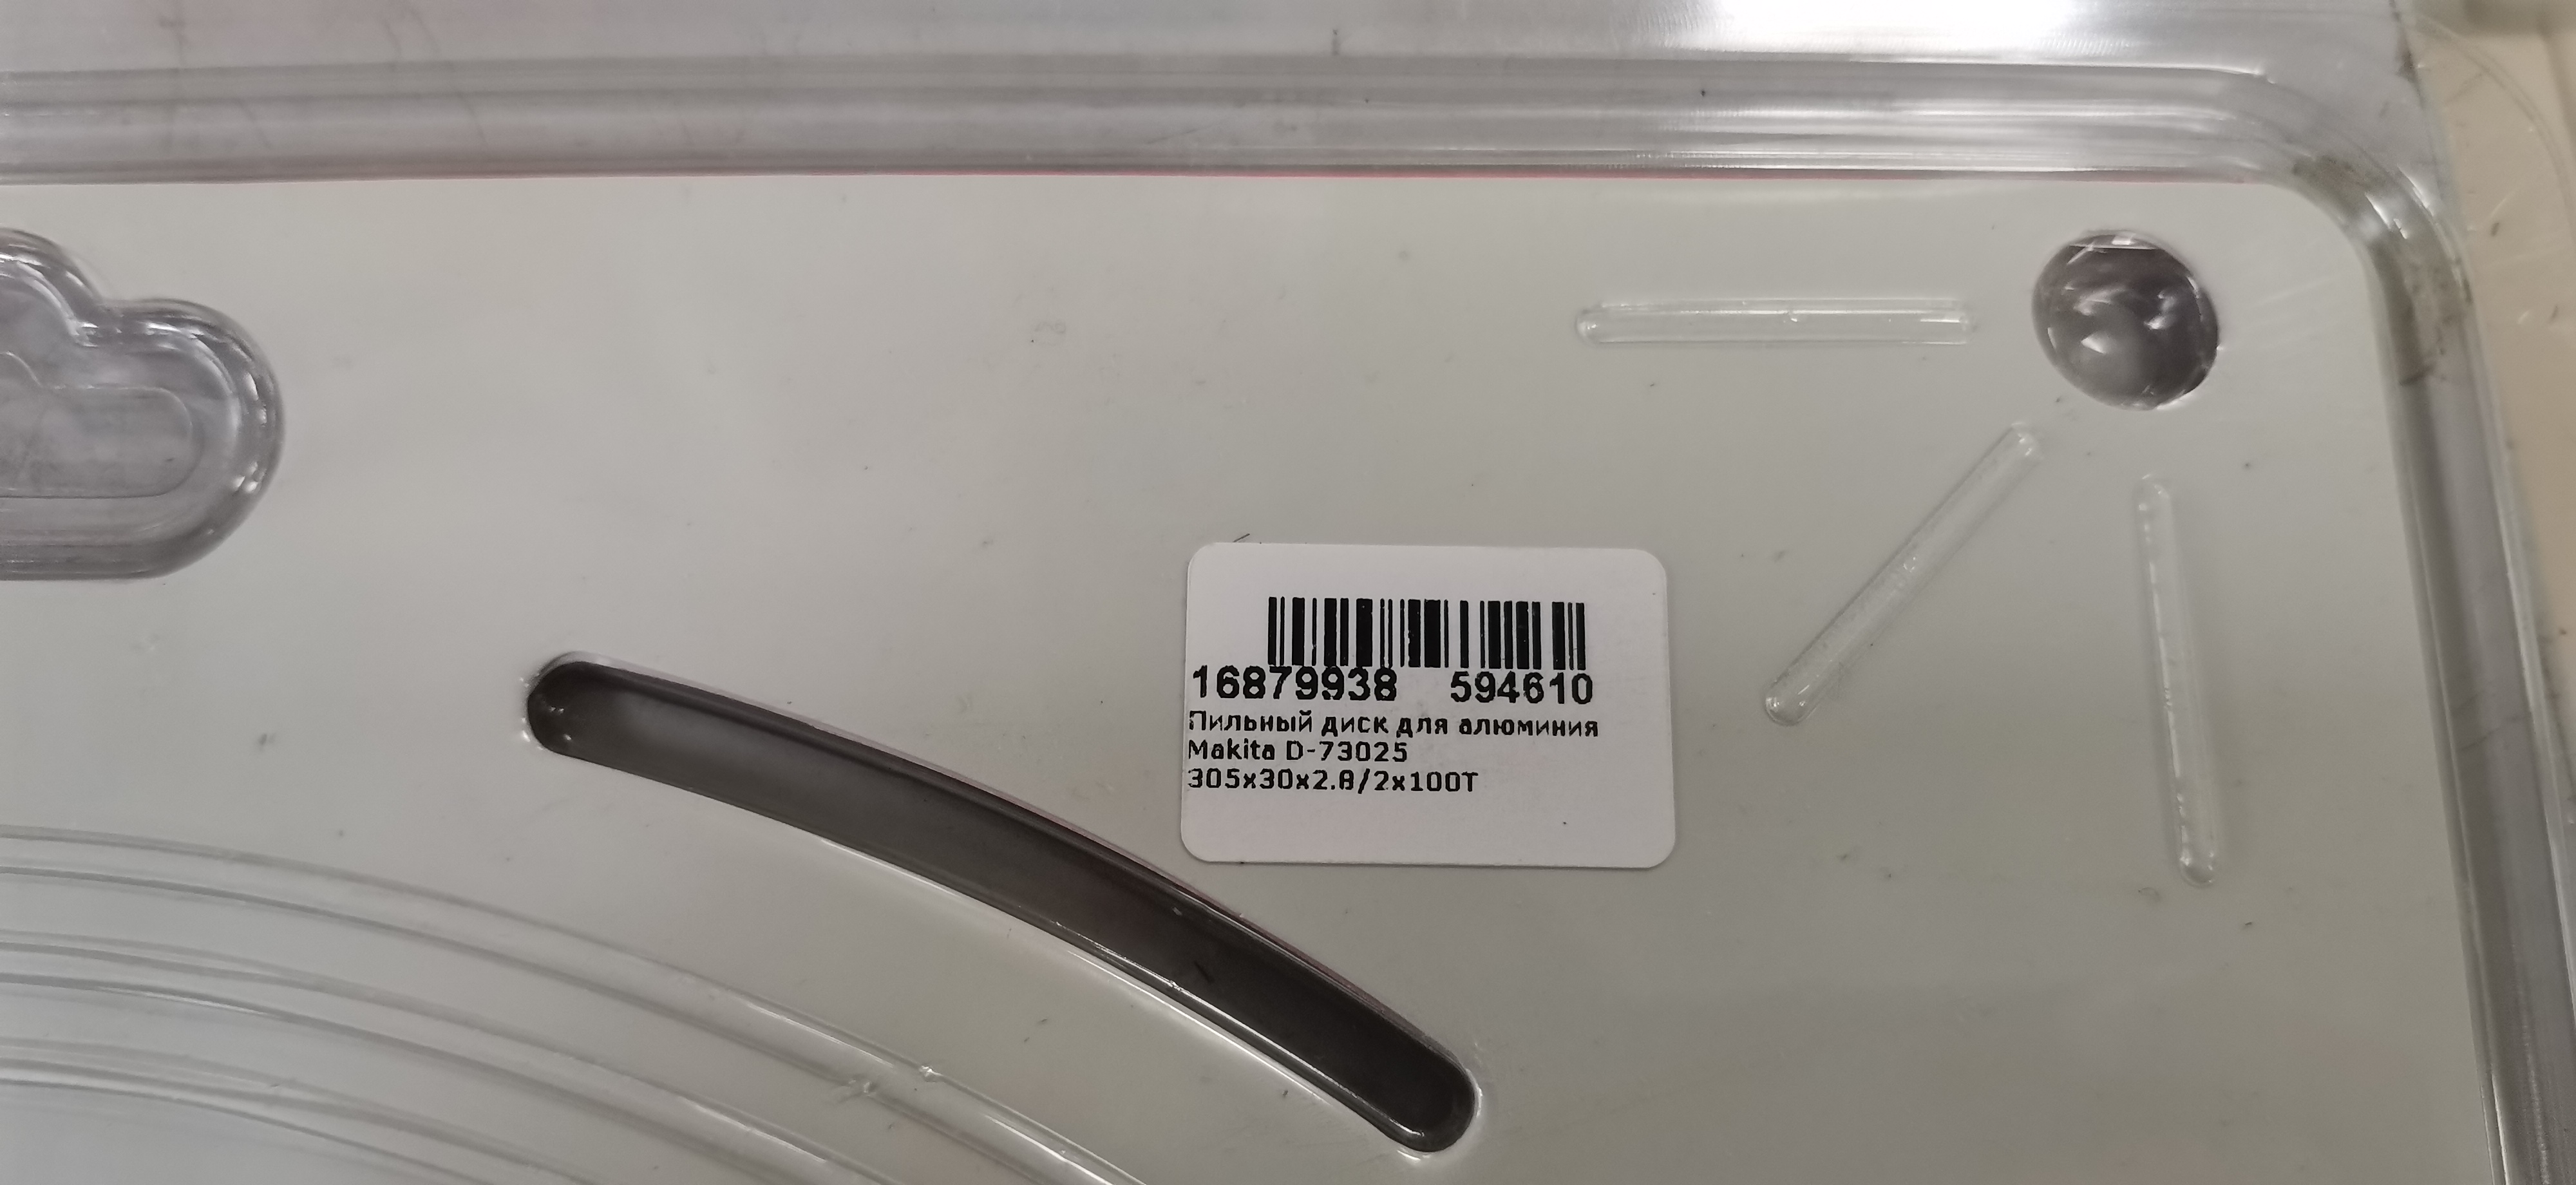 16879938 594610
Пильный диск для алюминия
Makita D-73025
305x30x2.8/2x100T